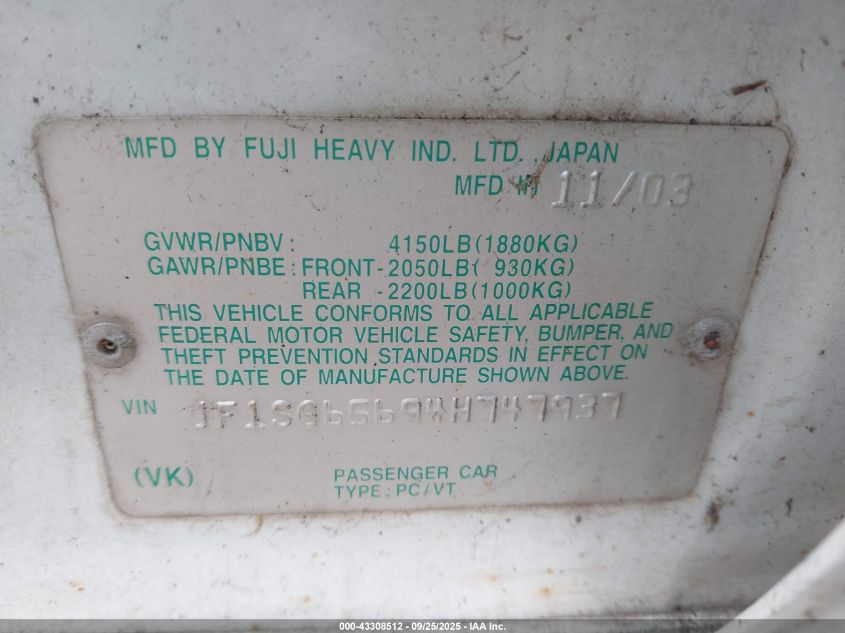 MFD BY FUJI HEAVY IND. LTD., JAPAN
MFD IN 11/03
GVWR/PNBV: 4150LB(1880KG)
GAWR/PNBE: FRONT-2050LB( 930KG)
REAR -2200LB(1000KG)
THIS VEHICLE CONFORMS TO ALL APPLICABLE
FEDERAL MOTOR VEHICLE SAFETY, BUMPER, AND
THEFT PREVENTION STANDARDS IN EFFECT ON
THE DATE OF MANUFACTURE SHOWN ABOVE.
VIN JF1SG65694H747937
(VK) PASSENGER CAR
TYPE: PC/VT
000-43308512 - 09/25/2025 - IAA Inc.